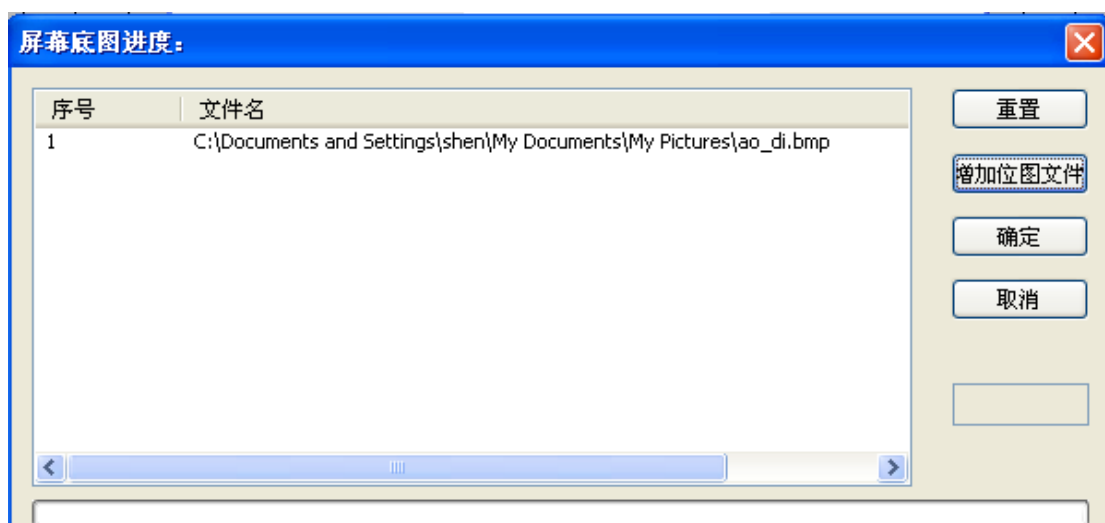 屏幕底图进度：
序号 文件名
1 C:\Documents and Settings\shen\My Documents\My Pictures\ao_di.bmp
重置
增加位图文件
确定
取消